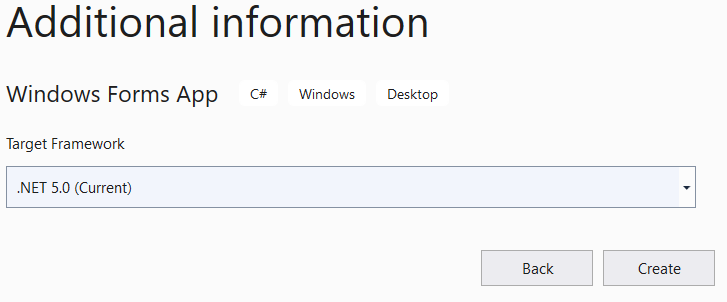 Additional information
Windows Forms App C# Windows Desktop
Target Framework
.NET 5.0 (Current)
Back Create